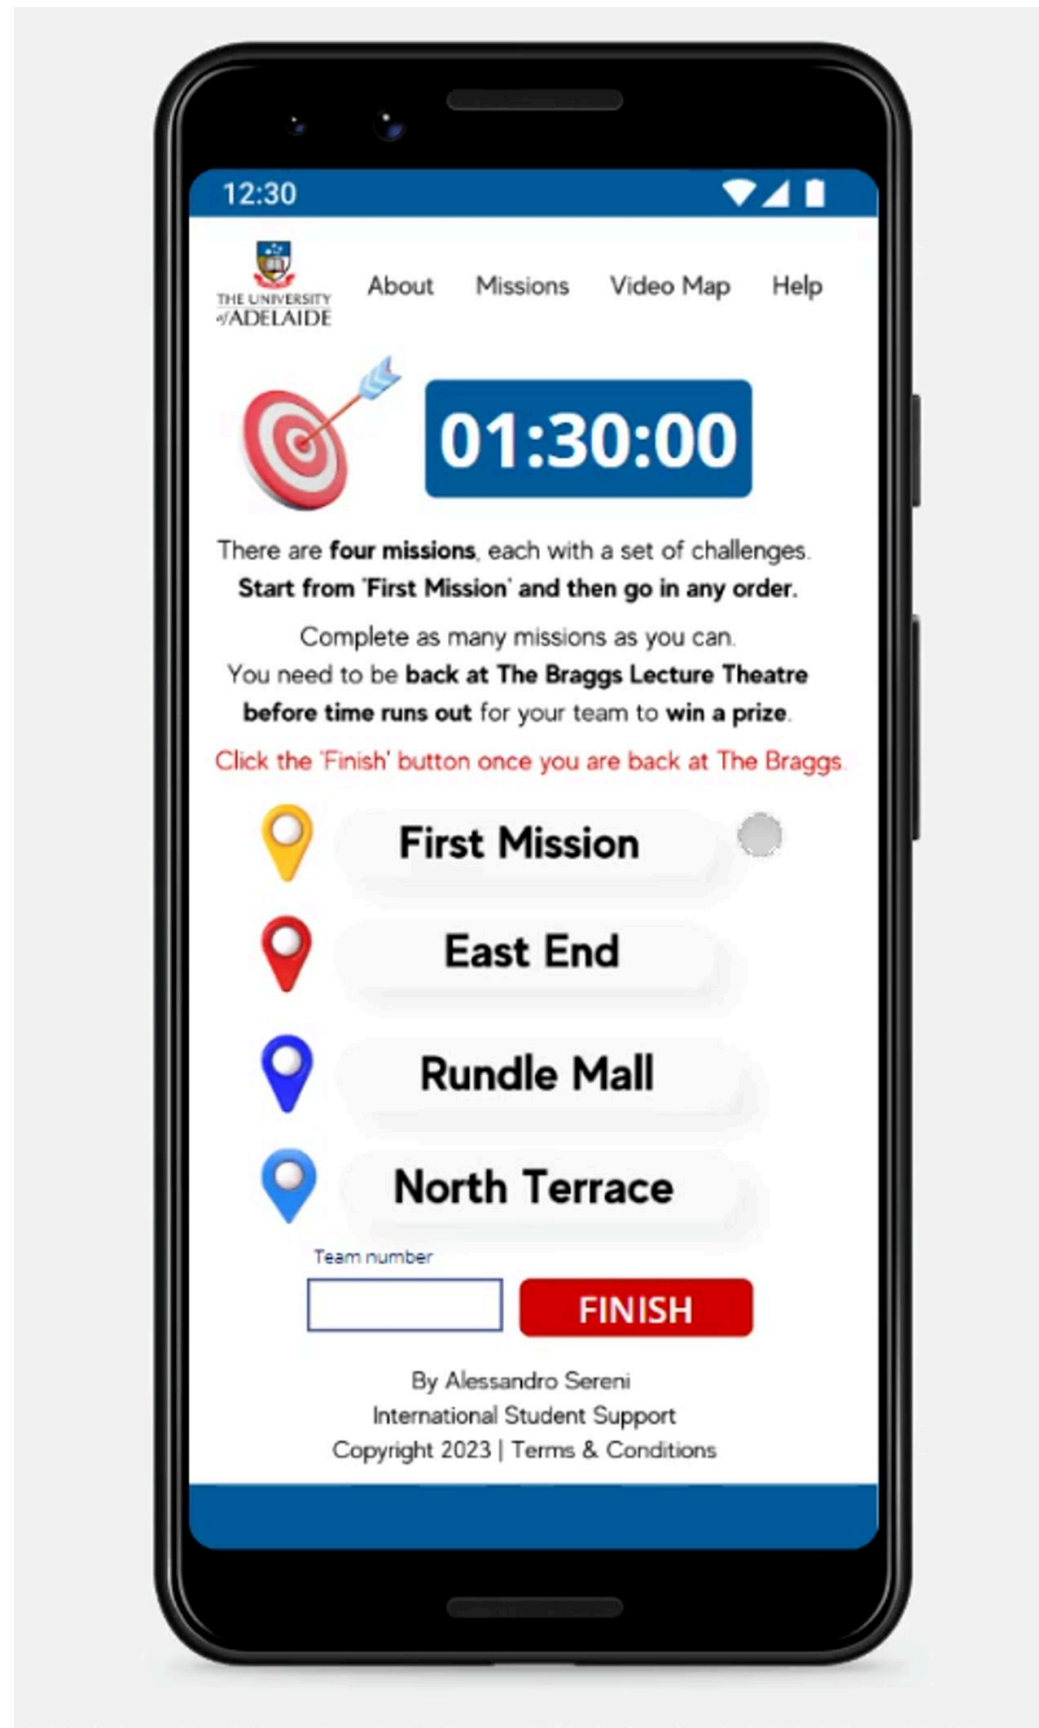 12:30
THE UNIVERSITY
of ADELAIDE
About Missions Video Map Help
01:30:00
There are four missions, each with a set of challenges.
Start from 'First Mission' and then go in any order.
Complete as many missions as you can.
You need to be back at The Braggs Lecture Theatre
before time runs out for your team to win a prize.
Click the 'Finish' button once you are back at The Braggs.
First Mission
East End
Rundle Mall
North Terrace
Team number
FINISH
By Alessandro Sereni
International Student Support
Copyright 2023 | Terms & Conditions